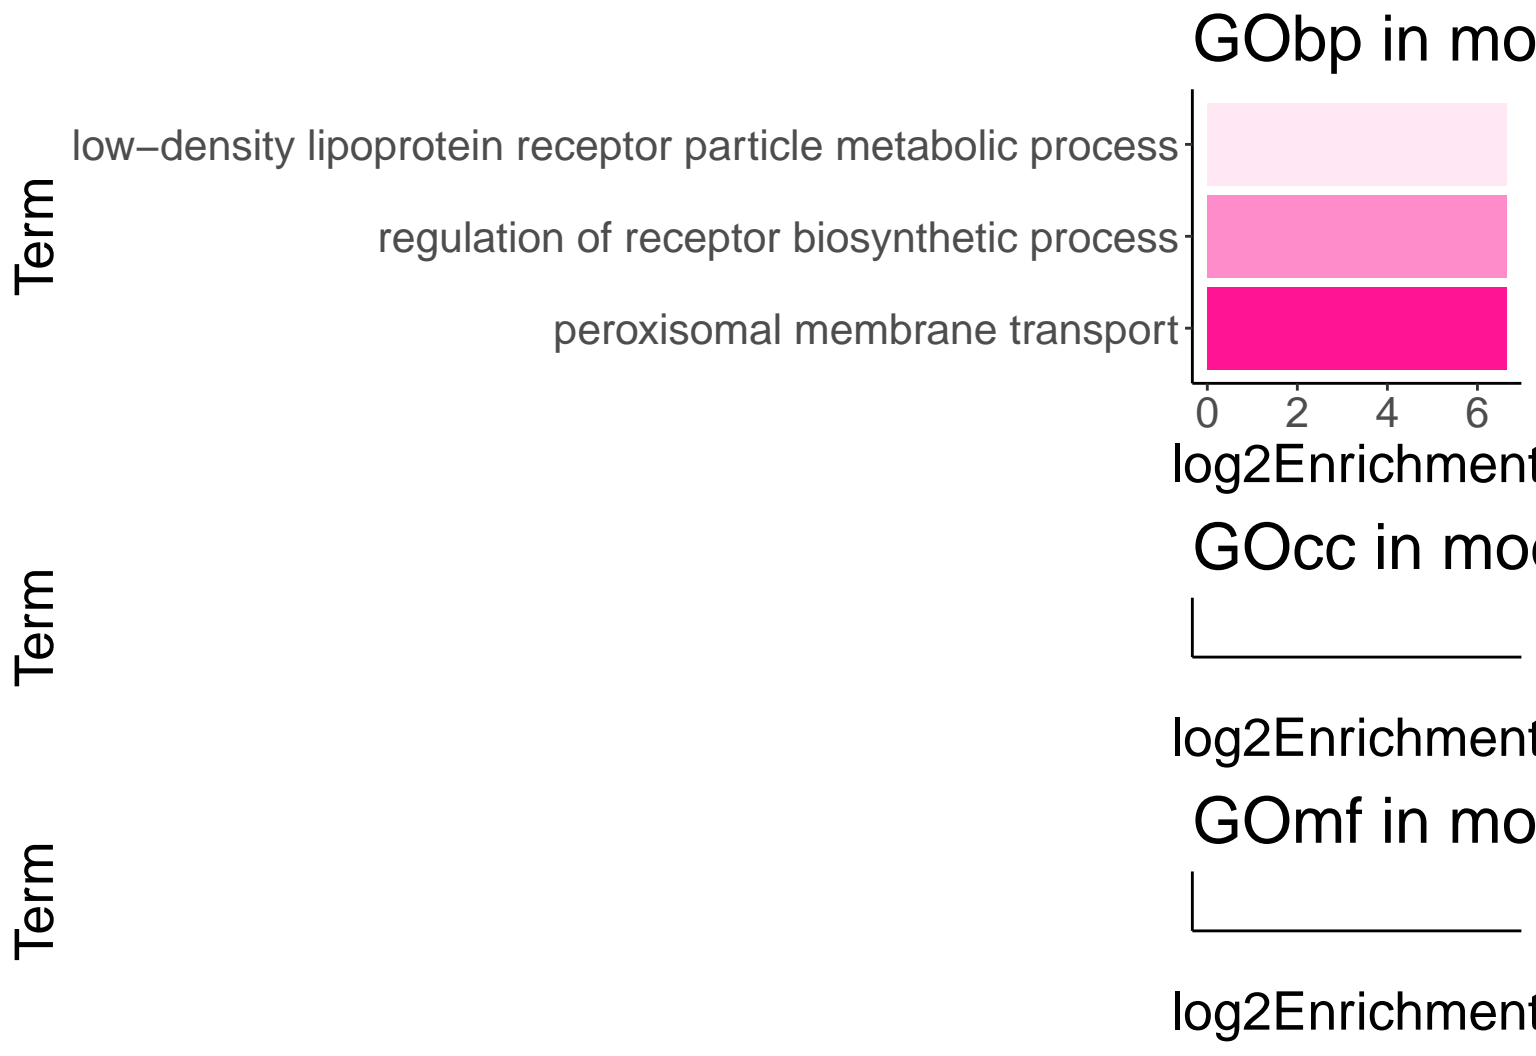 GObp in mo
Term
low−density lipoprotein receptor particle metabolic process
regulation of receptor biosynthetic process
peroxisomal membrane transport
0 2 4 6
log2Enrichment
GOcc in mo
Term
log2Enrichment
GOmf in mo
Term
log2Enrichment